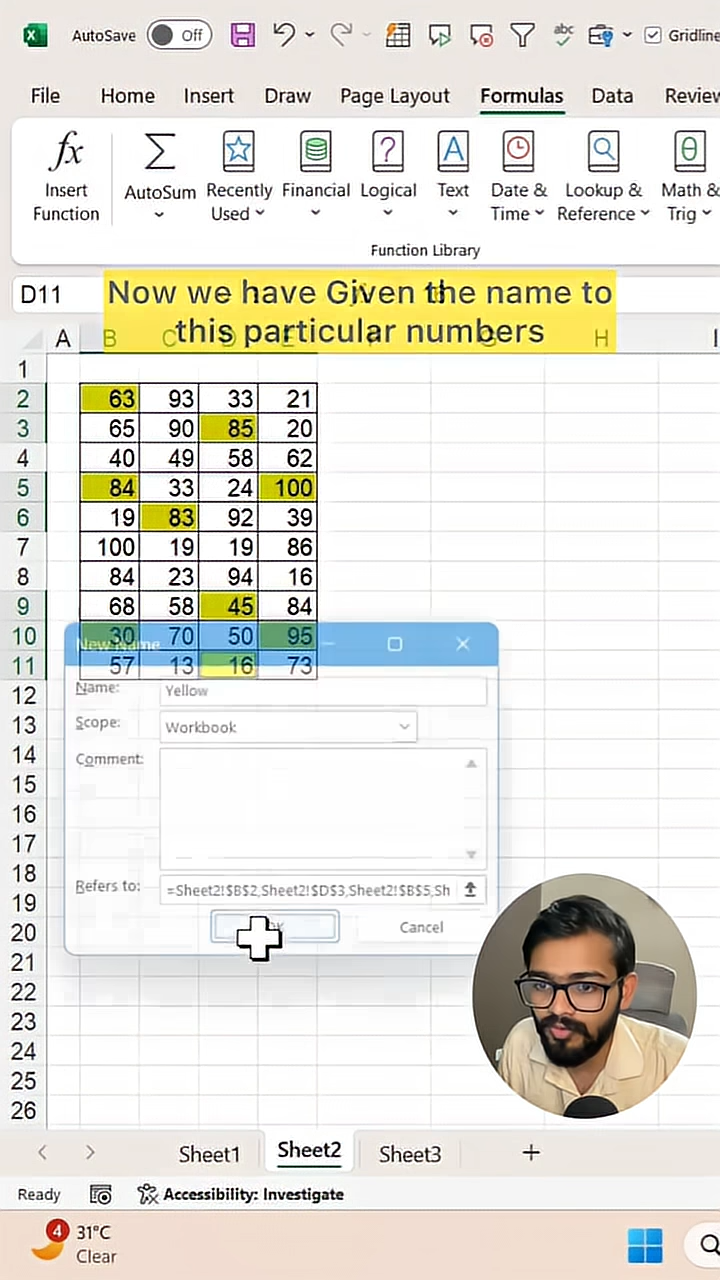 AutoSave Off Gridline
File Home Insert Draw Page Layout Formulas Data Review
fx Σ ? A θ
Insert Function
AutoSum
Recently Used
Financial
Logical
Text
Date & Time
Lookup & Reference
Math & Trig
Function Library
D11
Now we have Given the name to
this particular numbers
A B C D E F G H I
1
2 63 93 33 21
3 65 90 85 20
4 40 49 58 62
5 84 33 24 100
6 19 83 92 39
7 100 19 19 86
8 84 23 94 16
9 68 58 45 84
10 30 70 50 95
11 57 13 16 73
New Name
12
Name: Yellow
13
Scope: Workbook
14
Comment:
15
16
17
18
Refers to: =Sheet2!$B$2,Sheet2!$D$3,Sheet2!$B$5,Sh
19
20
Cancel
21
22
23
24
25
26
Sheet1 Sheet2 Sheet3 +
Ready Accessibility: Investigate
4 31°C
Clear